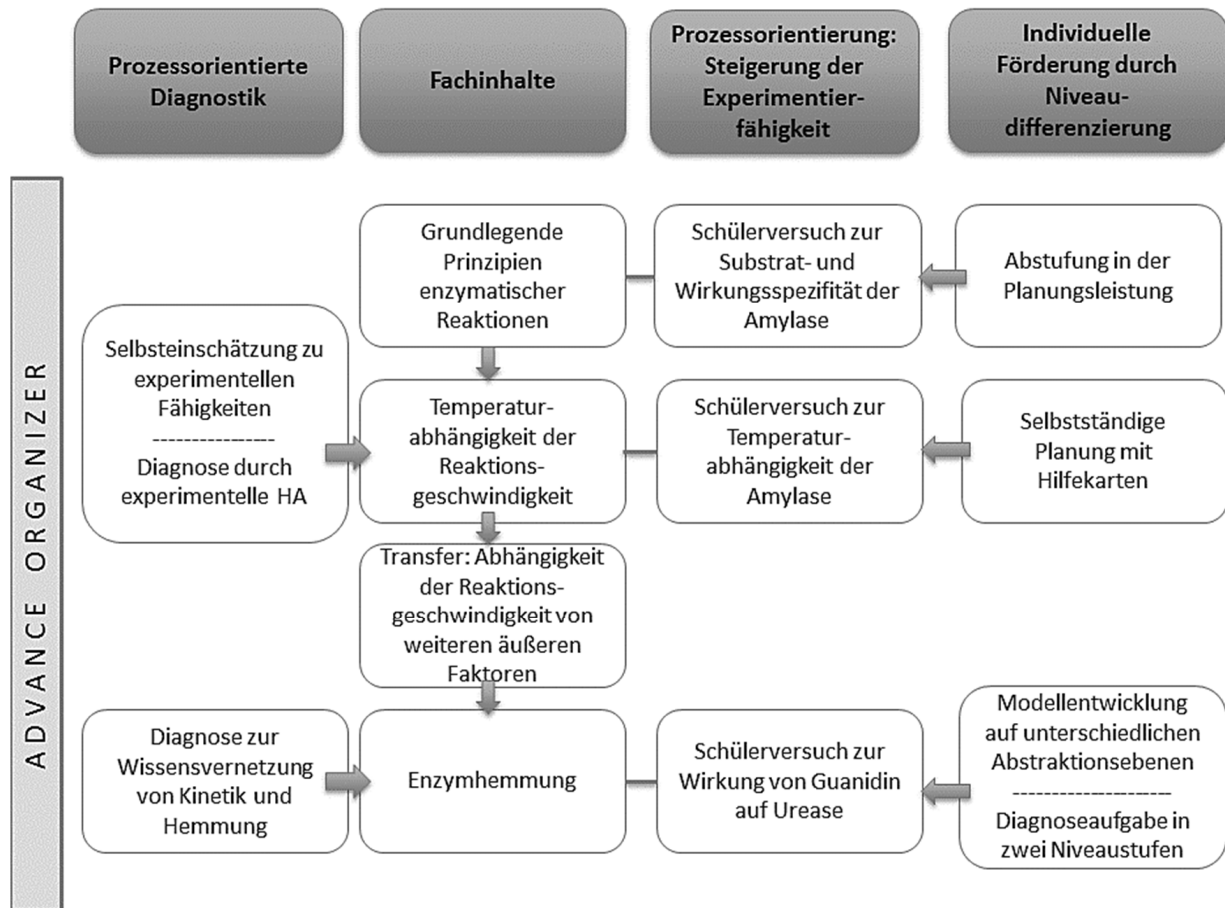 Prozessorientierte
Diagnostik
Fachinhalte
Prozessorientierung:
Steigerung der
Experimentier-
fähigkeit
Individuelle
Förderung durch
Niveau-
differenzierung
ADVANCE ORGANIZER
Grundlegende
Prinzipien
enzymatischer
Reaktionen
Schülerversuch zur
Substrat- und
Wirkungsspezifität der
Amylase
Abstufung in der
Planungsleistung
Selbsteinschätzung zu
experimentellen
Fähigkeiten
----------------
Diagnose durch
experimentelle HA
Temperatur-
abhängigkeit der
Reaktions-
geschwindigkeit
Schülerversuch zur
Temperatur-
abhängigkeit der
Amylase
Selbstständige
Planung mit
Hilfekarten
Transfer: Abhängigkeit
der Reaktions-
geschwindigkeit von
weiteren äußeren
Faktoren
Diagnose zur
Wissensvernetzung
von Kinetik und
Hemmung
Enzymhemmung
Schülerversuch zur
Wirkung von Guanidin
auf Urease
Modellentwicklung
auf unterschiedlichen
Abstraktionsebenen
--------------------
Diagnoseaufgabe in
zwei Niveaustufen